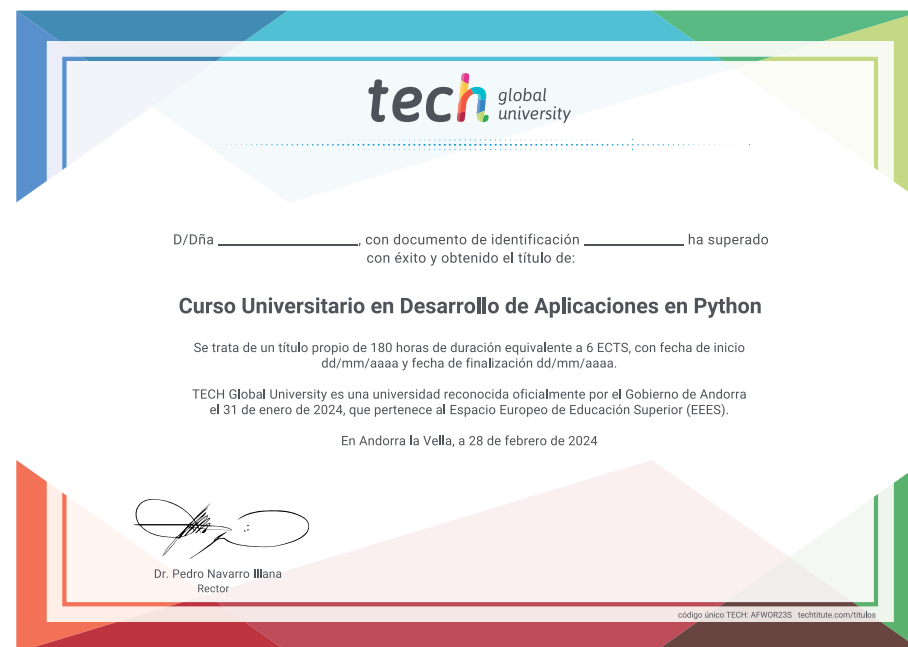 tech global university
D/Dña ____________________, con documento de identificación ______________ ha superado
con éxito y obtenido el título de:
Curso Universitario en Desarrollo de Aplicaciones en Python
Se trata de un título propio de 180 horas de duración equivalente a 6 ECTS, con fecha de inicio
dd/mm/aaaa y fecha de finalización dd/mm/aaaa.
TECH Global University es una universidad reconocida oficialmente por el Gobierno de Andorra
el 31 de enero de 2024, que pertenece al Espacio Europeo de Educación Superior (EEES).
En Andorra la Vella, a 28 de febrero de 2024
Dr. Pedro Navarro Illana
Rector
código único TECH: AFWOR23S techtitute.com/titulos